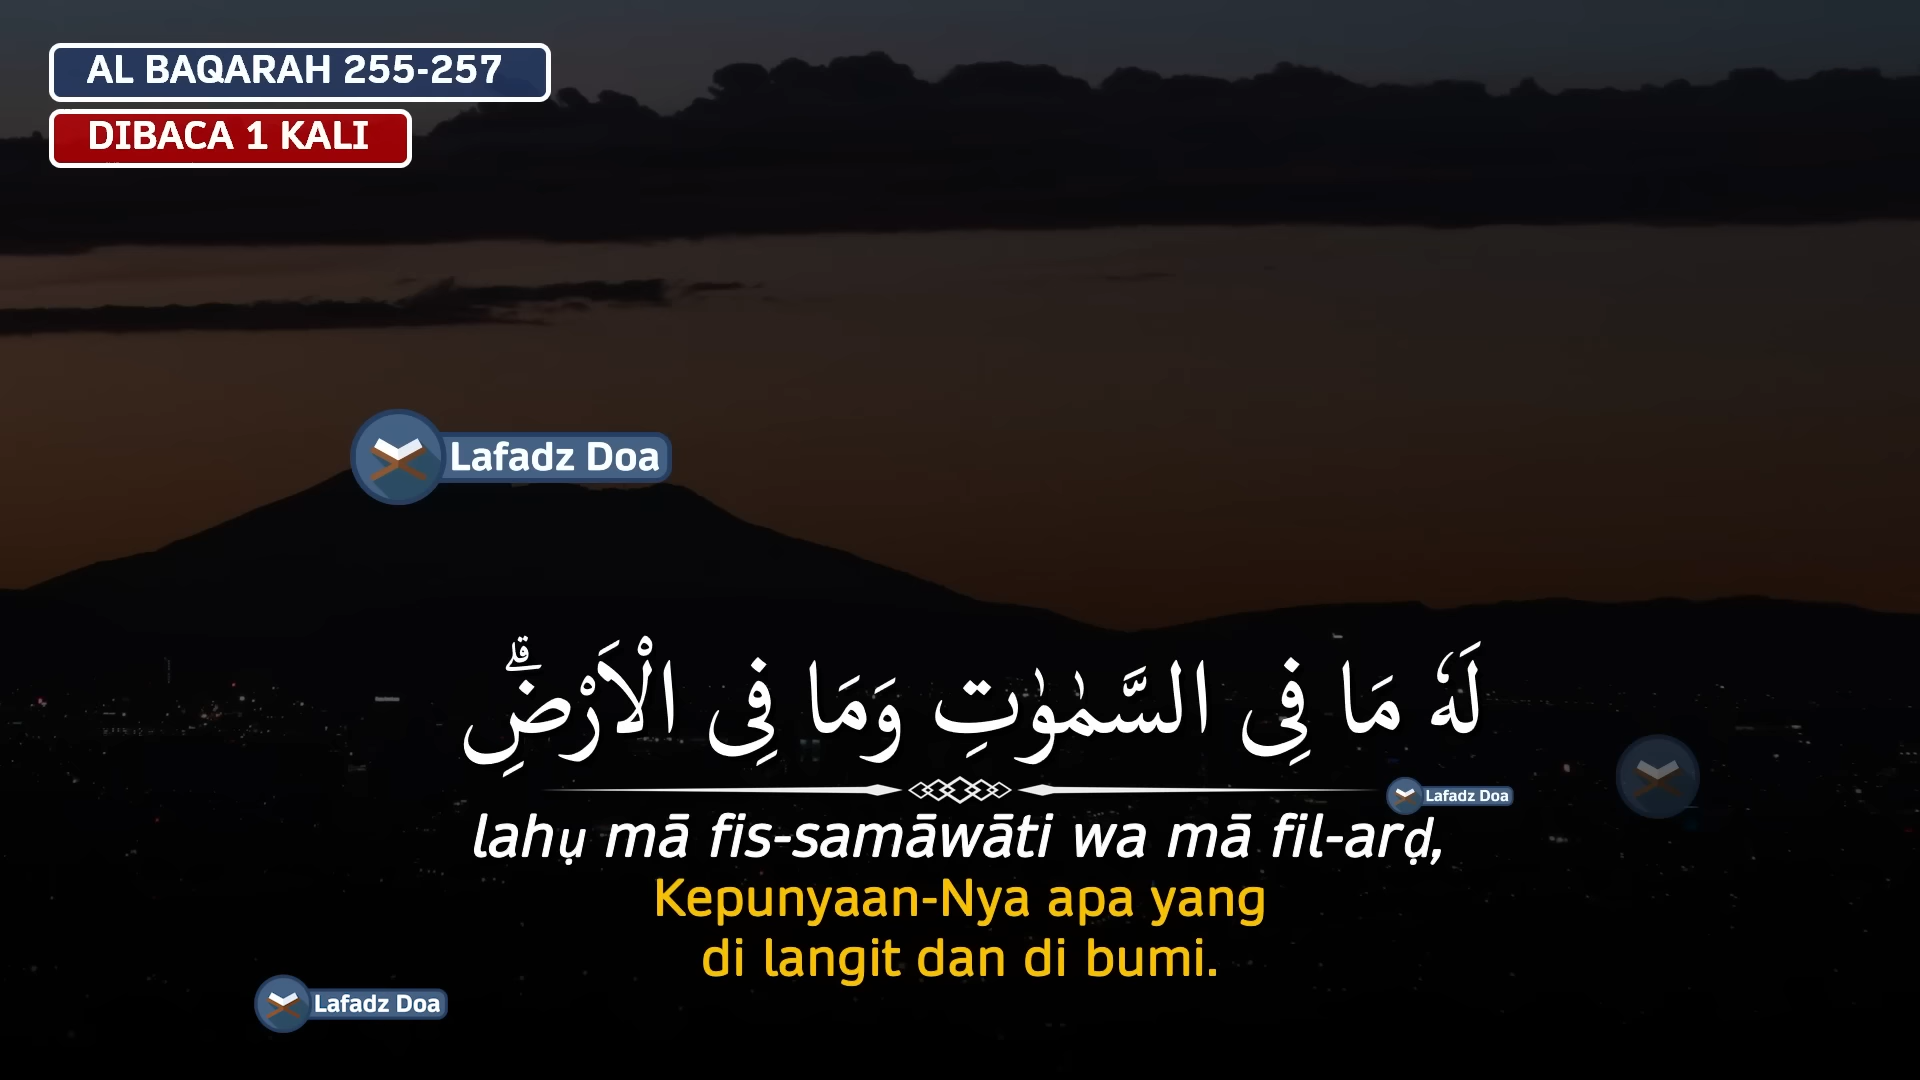 AL BAQARAH 255-257
DIBACA 1 KALI
Lafadz Doa
لَهٗ مَا فِى السَّمٰوٰتِ وَمَا فِى الْاَرْضِۗ
Lafadz Doa
lahụ mā fis-samāwāti wa mā fil-arḍ,
Kepunyaan-Nya apa yang
di langit dan di bumi.
Lafadz Doa